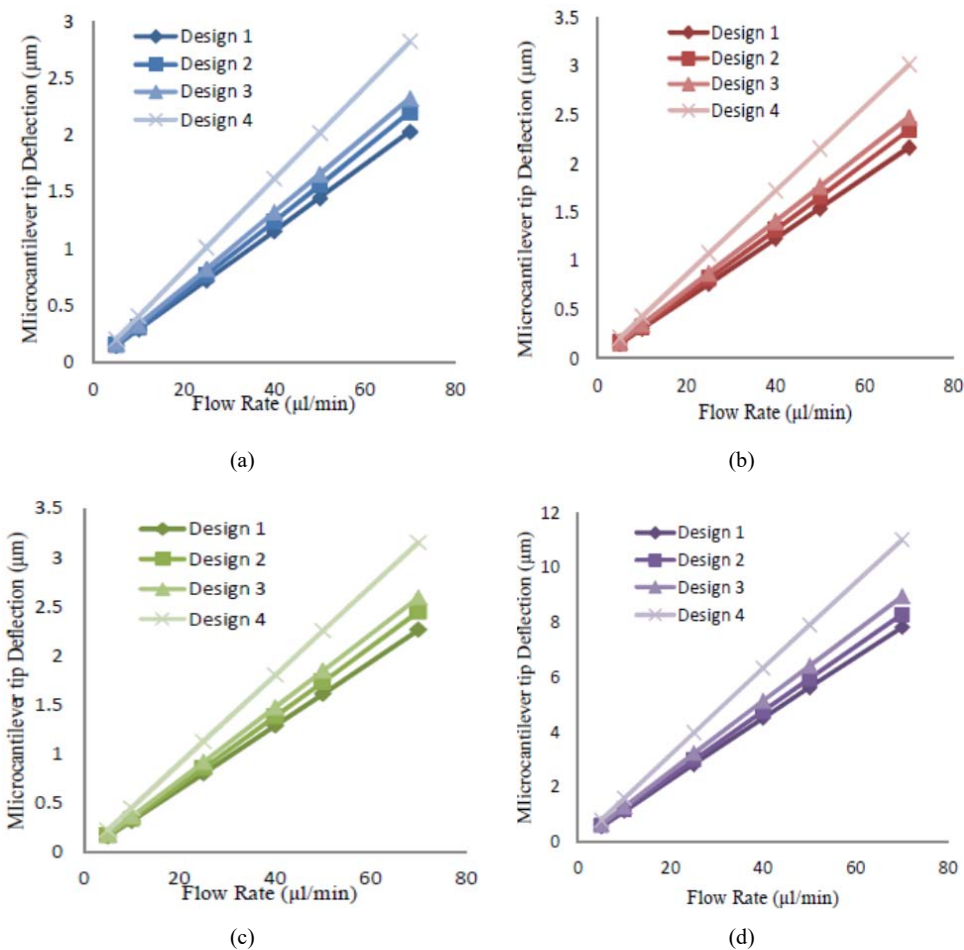 3
2.5
2
1.5
1
0.5
0
MIicrocantilever tip Deflection (µm)
Design 1
Design 2
Design 3
Design 4
0 20 40 60 80
Flow Rate (µl/min)
(a)
3.5
3
2.5
2
1.5
1
0.5
0
MIicrocantilever tip Deflection (µm)
Design 1
Design 2
Design 3
Design 4
0 20 40 60 80
Flow Rate (µl/min)
(b)
3.5
3
2.5
2
1.5
1
0.5
0
MIicrocantilever tip Deflection (µm)
Design 1
Design 2
Design 3
Design 4
0 20 40 60 80
Flow Rate (µl/min)
(c)
12
10
8
6
4
2
0
MIicrocantilever tip Deflection (µm)
Design 1
Design 2
Design 3
Design 4
0 20 40 60 80
Flow Rate (µl/min)
(d)